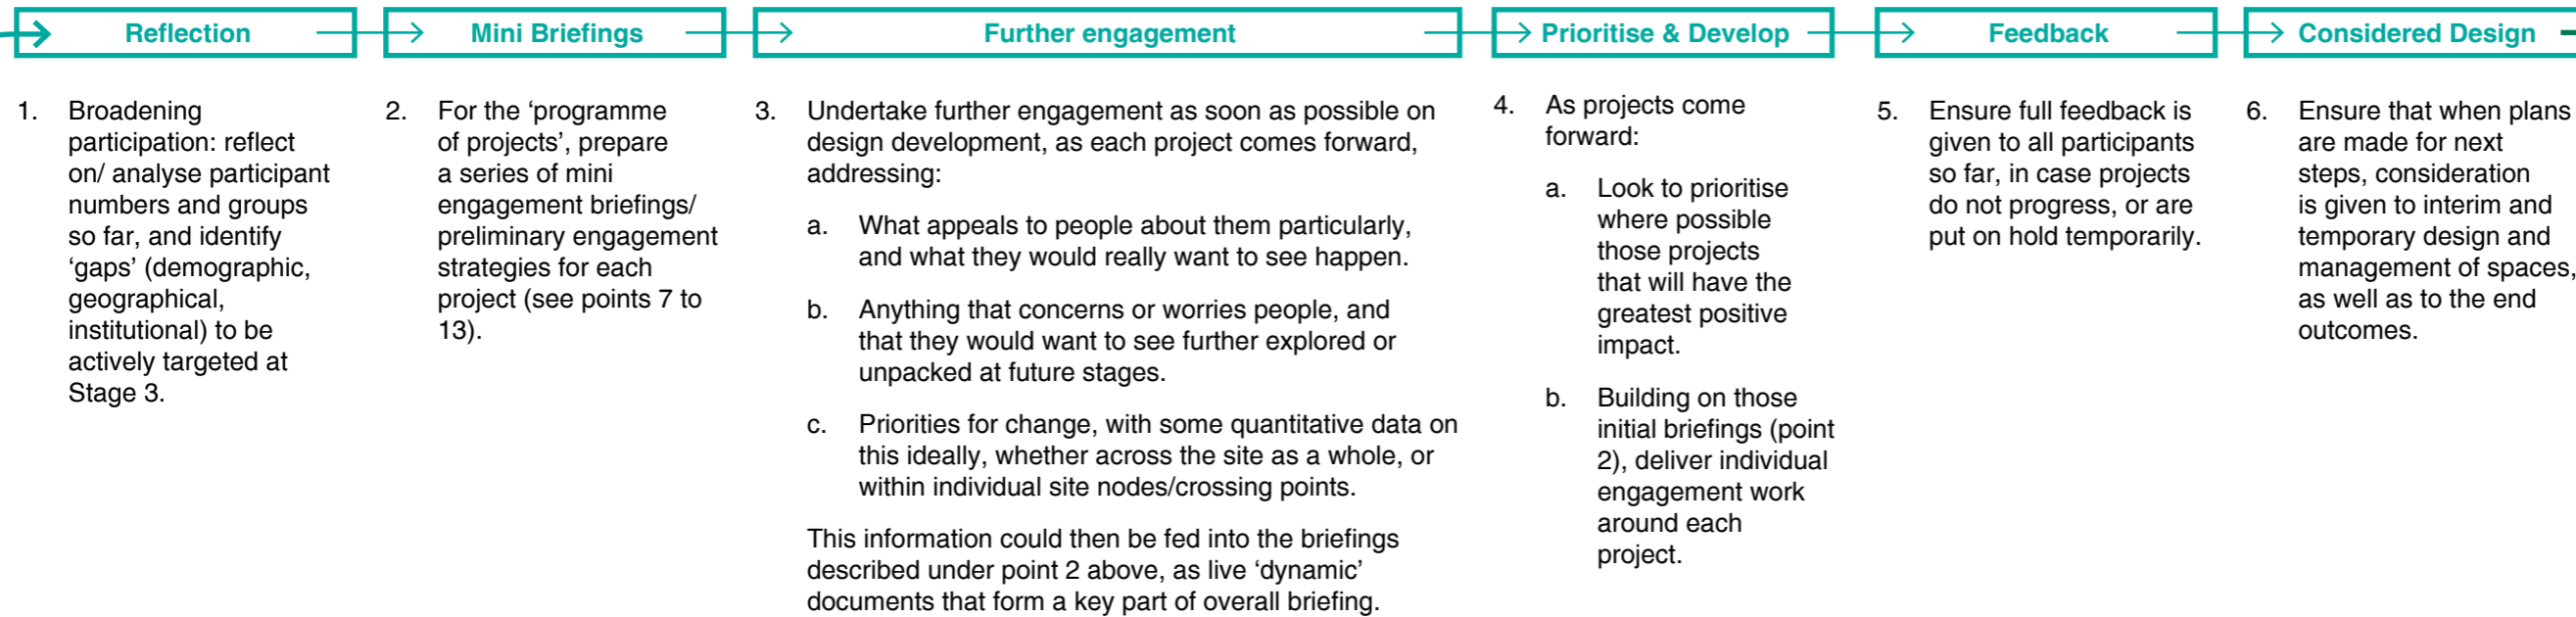 Reflection
Mini Briefings
Further engagement
Prioritise & Develop
Feedback
Considered Design
1. Broadening
participation: reflect
on/ analyse participant
numbers and groups
so far, and identify
‘gaps’ (demographic,
geographical,
institutional) to be
actively targeted at
Stage 3.
2. For the ‘programme
of projects’, prepare
a series of mini
engagement briefings/
preliminary engagement
strategies for each
project (see points 7 to
13).
3. Undertake further engagement as soon as possible on
design development, as each project comes forward,
addressing:
a. What appeals to people about them particularly,
and what they would really want to see happen.
b. Anything that concerns or worries people, and
that they would want to see further explored or
unpacked at future stages.
c. Priorities for change, with some quantitative data on
this ideally, whether across the site as a whole, or
within individual site nodes/crossing points.
This information could then be fed into the briefings
described under point 2 above, as live ‘dynamic’
documents that form a key part of overall briefing.
4. As projects come
forward:
a. Look to prioritise
where possible
those projects
that will have the
greatest positive
impact.
b. Building on those
initial briefings (point
2), deliver individual
engagement work
around each
project.
5. Ensure full feedback is
given to all participants
so far, in case projects
do not progress, or are
put on hold temporarily.
6. Ensure that when plans
are made for next
steps, consideration
is given to interim and
temporary design and
management of spaces,
as well as to the end
outcomes.